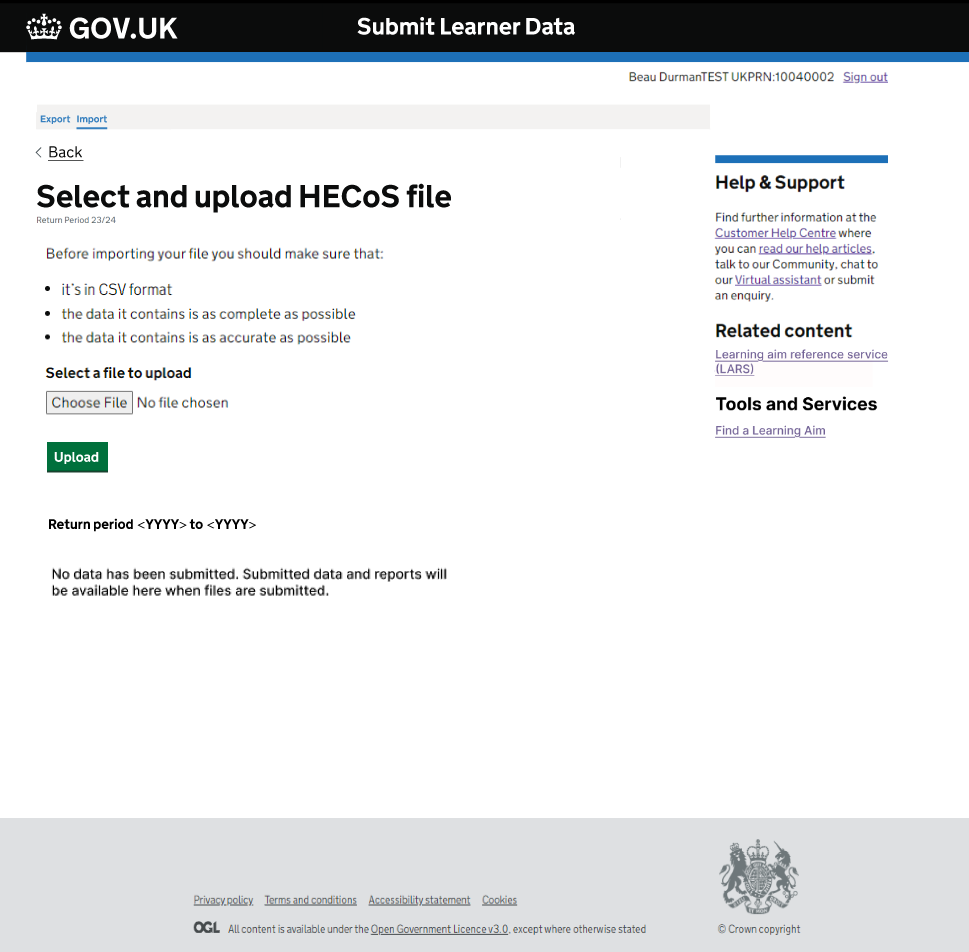 GOV.UK
Submit Learner Data
Beau DurmanTEST UKPRN:10040002 Sign out
Export Import
Back
Select and upload HECoS file
Return Period 23/24
Before importing your file you should make sure that:
it's in CSV format
the data it contains is as complete as possible
the data it contains is as accurate as possible
Select a file to upload
Choose File No file chosen
Upload
Return period <YYYY> to <YYYY>
No data has been submitted. Submitted data and reports will
be available here when files are submitted.
Help & Support
Find further information at the
Customer Help Centre where
you can read our help articles,
talk to our Community, chat to
our Virtual assistant or submit
an enquiry.
Related content
Learning aim reference service
(LARS)
Tools and Services
Find a Learning Aim
Privacy policy Terms and conditions Accessibility statement Cookies
OGL All content is available under the Open Government Licence v3.0, except where otherwise stated
© Crown copyright